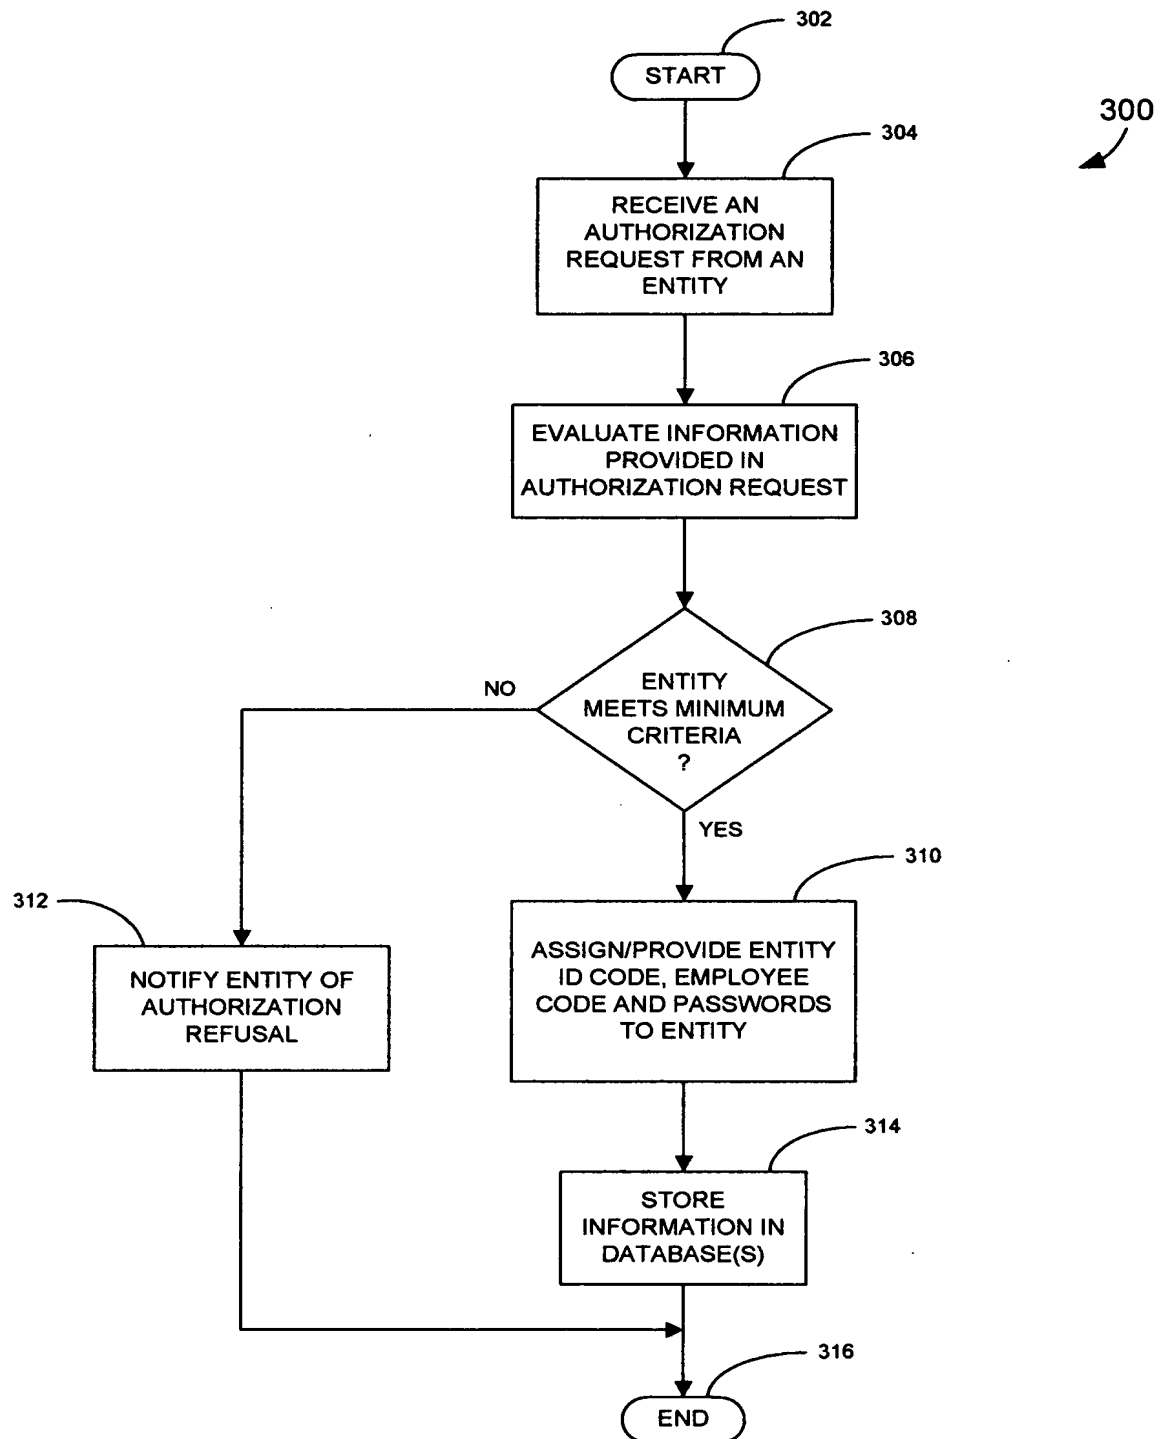 302
START
300
304
RECEIVE AN
AUTHORIZATION
REQUEST FROM AN
ENTITY
306
EVALUATE INFORMATION
PROVIDED IN
AUTHORIZATION REQUEST
308
NO
ENTITY
MEETS MINIMUM
CRITERIA
?
YES
310
312
ASSIGN/PROVIDE ENTITY
ID CODE, EMPLOYEE
CODE AND PASSWORDS
TO ENTITY
NOTIFY ENTITY OF
AUTHORIZATION
REFUSAL
314
STORE
INFORMATION IN
DATABASE(S)
316
END